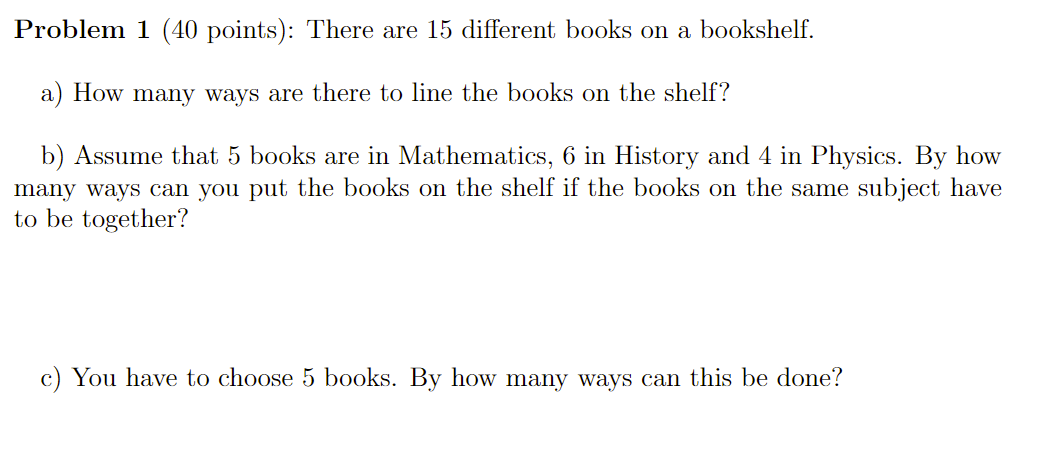 Problem 1 (40 points): There are 15 different books on a bookshelf.
a) How many ways are there to line the books on the shelf?
b) Assume that 5 books are in Mathematics, 6 in History and 4 in Physics. By how
many ways can you put the books on the shelf if the books on the same subject have
to be together?
c) You have to choose 5 books. By how many ways can this be done?